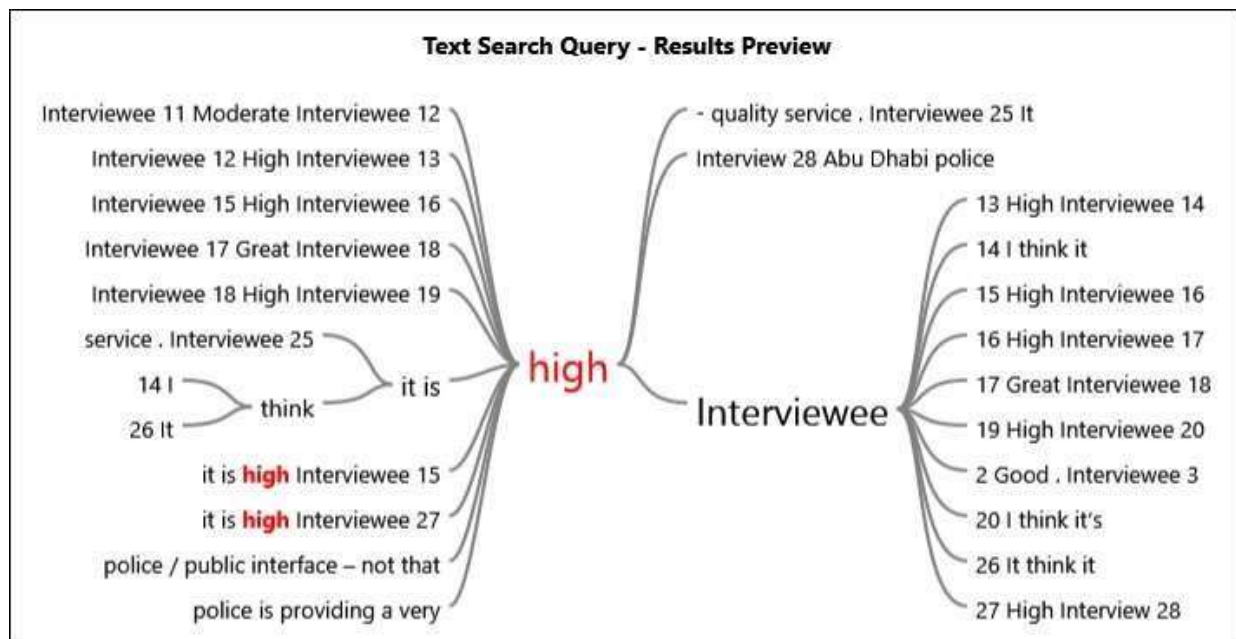 Text Search Query - Results Preview
Interviewee 11 Moderate Interviewee 12
Interviewee 12 High Interviewee 13
Interviewee 15 High Interviewee 16
Interviewee 17 Great Interviewee 18
Interviewee 18 High Interviewee 19
service . Interviewee 25
14 I
26 It
think
it is
it is high Interviewee 15
it is high Interviewee 27
police / public interface – not that
police is providing a very
high
- quality service . Interviewee 25 It
Interview 28 Abu Dhabi police
Interviewee
13 High Interviewee 14
14 I think it
15 High Interviewee 16
16 High Interviewee 17
17 Great Interviewee 18
19 High Interviewee 20
2 Good . Interviewee 3
20 I think it's
26 It think it
27 High Interview 28